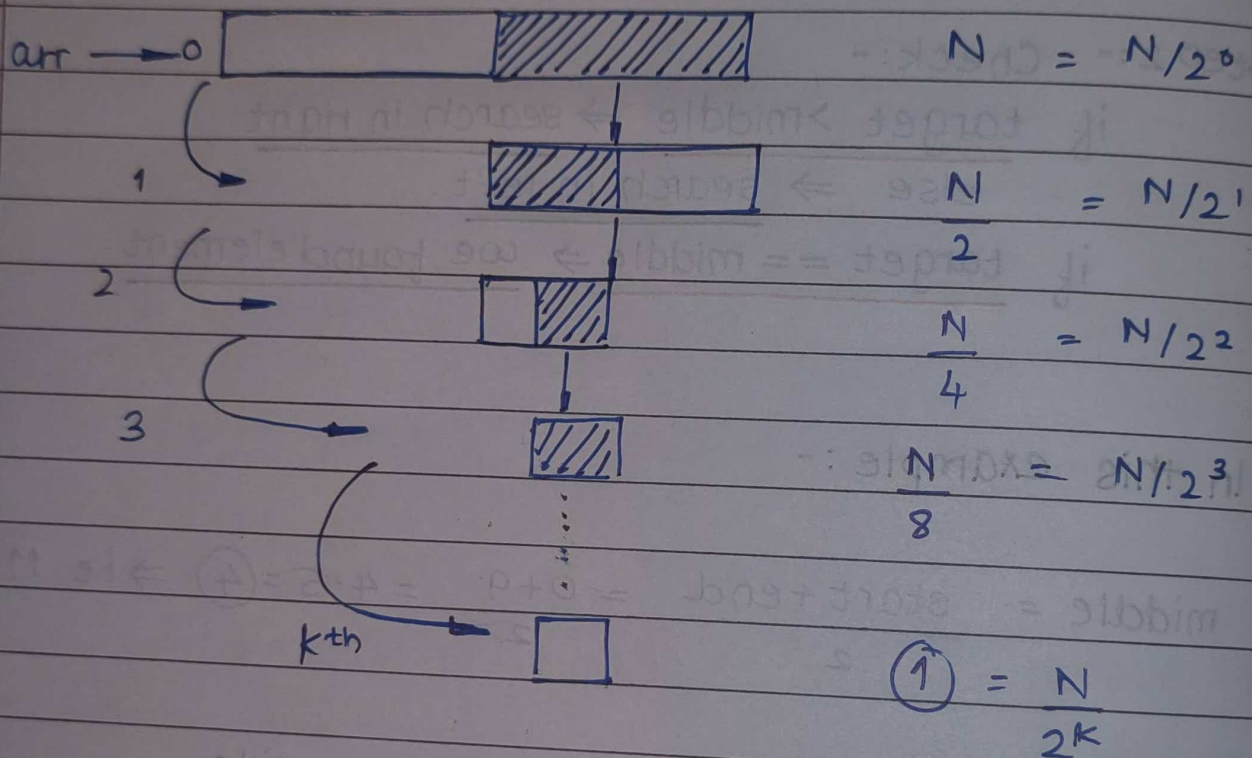 arr → 0 N = N/2⁰
1 N/2 = N/2¹
2 N/4 = N/2²
3 N/8 = N/2³
kth 1 = N/2ᵏ